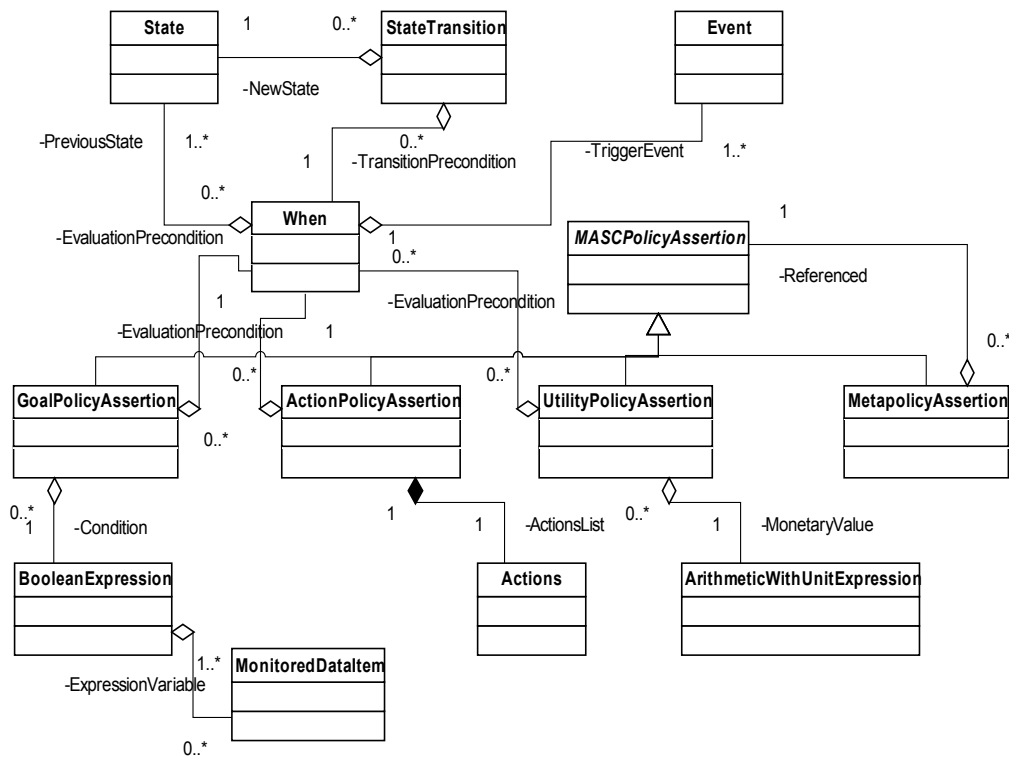 State
1
0..*
StateTransition
Event
-NewState
-PreviousState
1..*
0..*
-TransitionPrecondition
1
-TriggerEvent
1..*
0..*
When
1
MASCPolicyAssertion
1
-EvaluationPrecondition
0..*
-Referenced
1
-EvaluationPrecondition
-EvaluationPrecondition
1
0..*
0..*
0..*
GoalPolicyAssertion
ActionPolicyAssertion
UtilityPolicyAssertion
MetapolicyAssertion
0..*
0..*
1
-Condition
1
1
-ActionsList
0..*
1
-MonetaryValue
BooleanExpression
Actions
ArithmeticWithUnitExpression
1..*
MonitoredDataItem
-ExpressionVariable
0..*